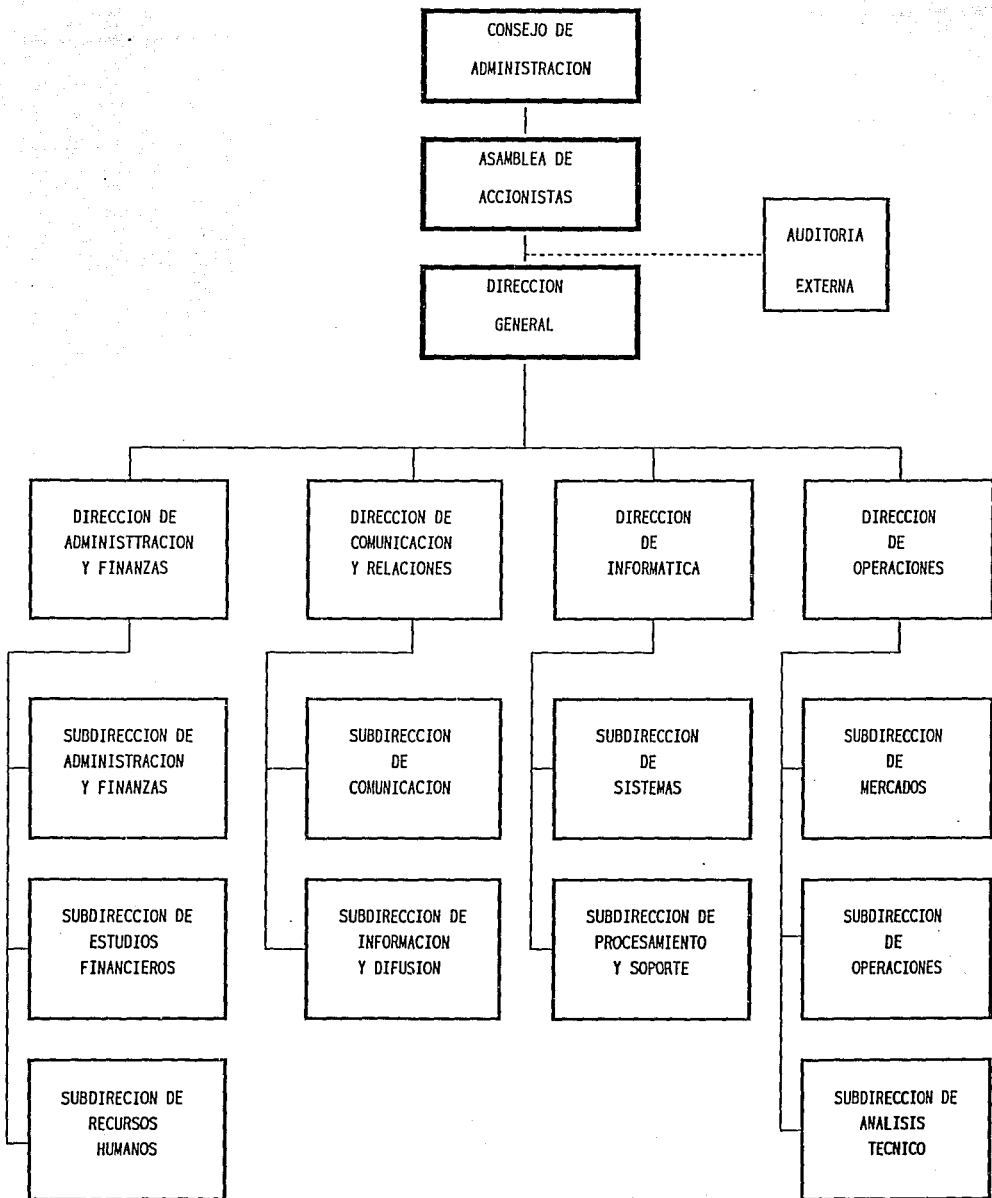 CONSEJO DE
ADMINISTRACION
ASAMBLEA DE
ACCIONISTAS
AUDITORIA
EXTERNA
DIRECCION
GENERAL
DIRECCION DE
ADMINISTTRACION
Y FINANZAS
DIRECCION DE
COMUNICACION
Y RELACIONES
DIRECCION
DE
INFORMATICA
DIRECCION
DE
OPERACIONES
SUBDIRECCION DE
ADMINISTRACION
Y FINANZAS
SUBDIRECCION
DE
COMUNICACION
SUBDIRECCION
DE
SISTEMAS
SUBDIRECCION
DE
MERCADOS
SUBDIRECCION DE
ESTUDIOS
FINANCIEROS
SUBDIRECCION DE
INFORMACION
Y DIFUSION
SUBDIRECCION DE
PROCESAMIENTO
Y SOPORTE
SUBDIRECCION
DE
OPERACIONES
SUBDIRECION DE
RECURSOS
HUMANOS
SUBDIRECCION DE
ANALISIS
TECNICO